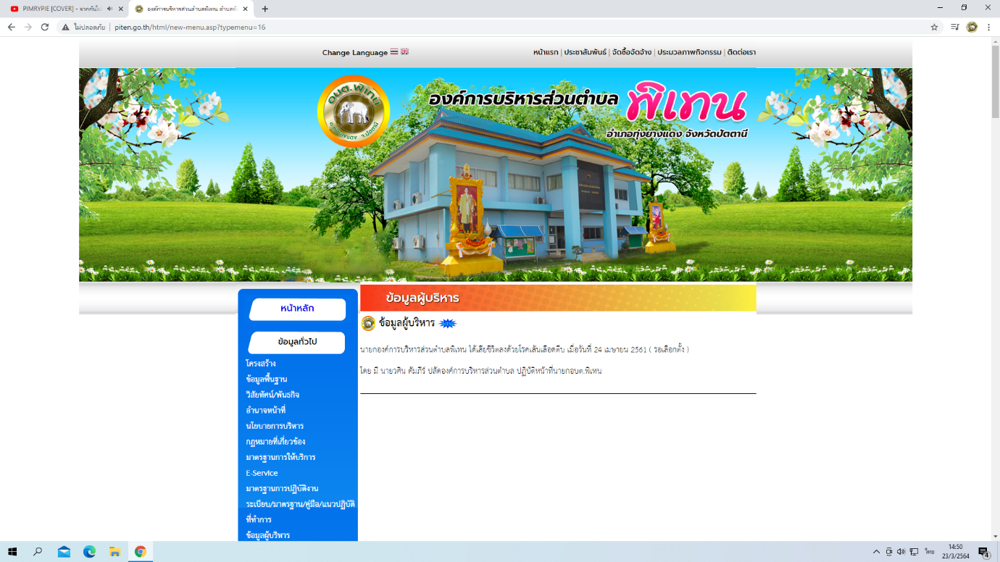 PIMRYPIE [COVER] - จากคันไถ่
องค์การบริหารส่วนตำบลพิเทน ตำบลพิ
ไม่ปลอดภัย | piten.go.th/html/new-menu.asp?typemenu=16
Change Language
หน้าแรก | ประชาสัมพันธ์ | จัดซื้อจัดจ้าง | ประมวลภาพกิจกรรม | ติดต่อเรา
อบต.พิเทน
องค์การบริหารส่วนตำบล พิเทน
อำเภอทุ่งยางแดง จังหวัดปัตตานี
หน้าหลัก
ข้อมูลทั่วไป
โครงสร้าง
ข้อมูลพื้นฐาน
วิสัยทัศน์/พันธกิจ
อำนาจหน้าที่
นโยบายการบริหาร
กฎหมายที่เกี่ยวข้อง
มาตรฐานการให้บริการ
E-Service
มาตรฐานการปฏิบัติงาน
ระเบียบ/มาตรฐาน/คู่มือ/แนวปฏิบัติ
ที่ทำการ
ข้อมูลผู้บริหาร
ข้อมูลผู้บริหาร
ข้อมูลผู้บริหาร
นายกองค์การบริหารส่วนตำบลพิเทน ได้เสียชีวิตลงด้วยโรคเส้นเลือดตีบ เมื่อวันที่ 24 เมษายน 2561 ( รอเลือกตั้ง )
โดย มี นายวศิน คัมภีร์ ปลัดองค์การบริหารส่วนตำบล ปฏิบัติหน้าที่นายกอบต.พิเทน
ไทย
14:50
23/3/2564
4